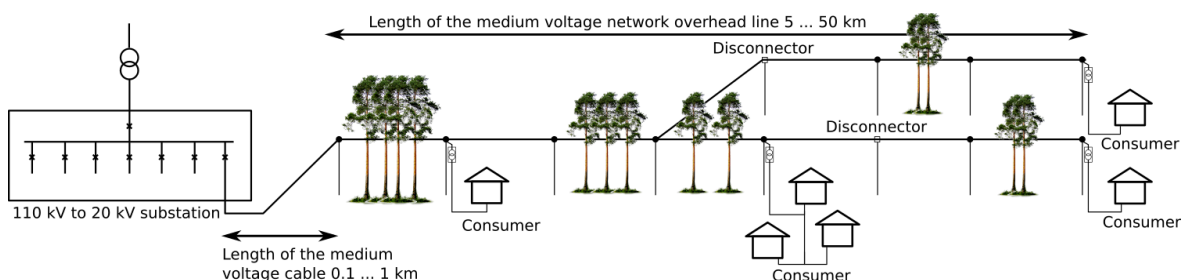 Length of the medium voltage network overhead line 5 ... 50 km
Disconnector
Disconnector
Consumer
110 kV to 20 kV substation
Consumer
Consumer
Length of the medium
voltage cable 0.1 ... 1 km
Consumer